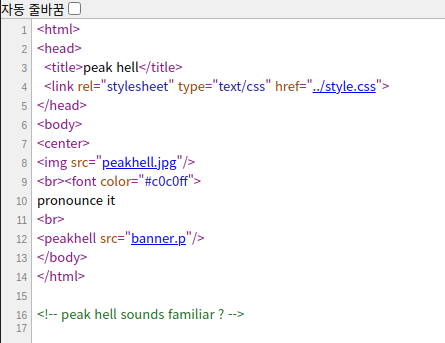 자동 줄바꿈
1 <html>
2 <head>
3 <title>peak hell</title>
4 <link rel="stylesheet" type="text/css" href="../style.css">
5 </head>
6 <body>
7 <center>
8 <img src="peakhell.jpg"/>
9 <br><font color="#c0c0ff">
10 pronounce it
11 <br>
12 <peakhell src="banner.p"/>
13 </body>
14 </html>
15
16 <!-- peak hell sounds familiar ? -->
17